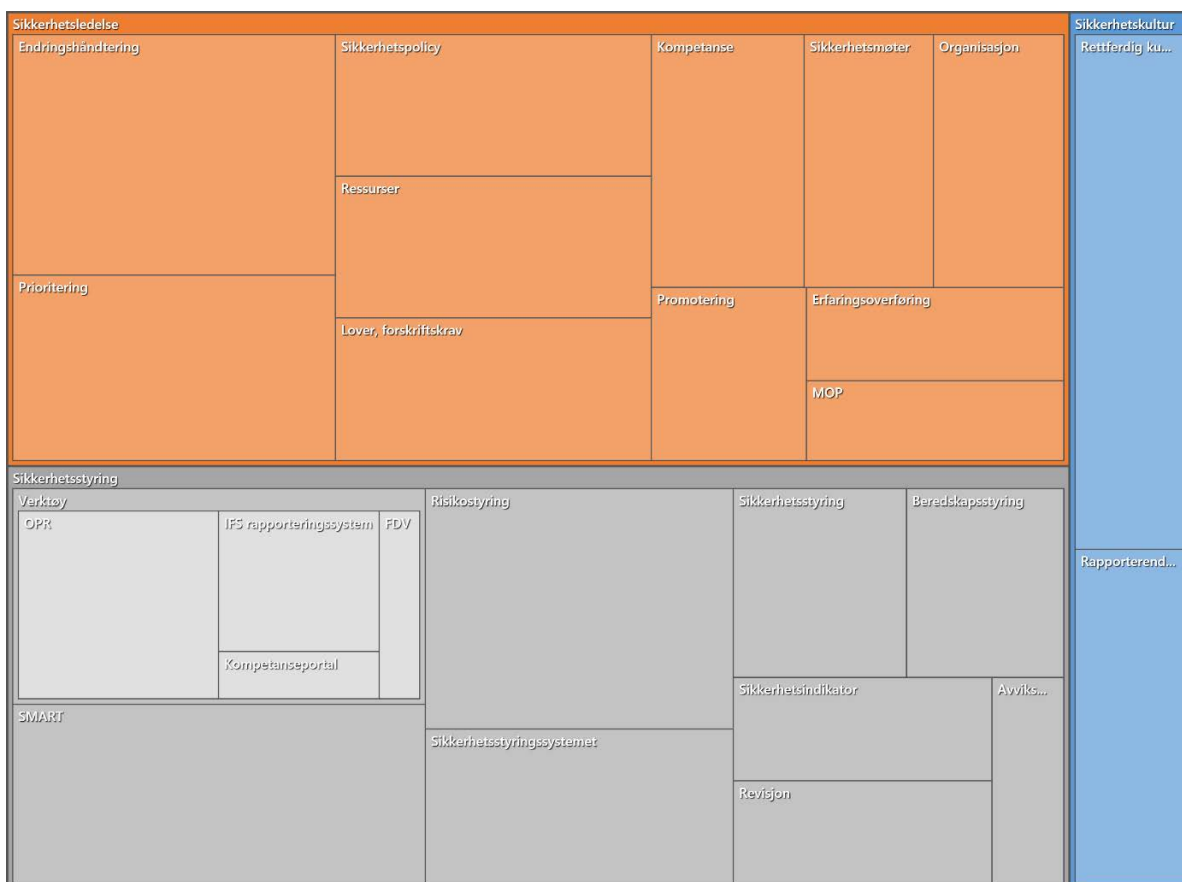 Sikkerhetsledelse
Endringshåndtering
Sikkerhetspolicy
Kompetanse
Sikkerhetsmøter
Organisasjon
Ressurser
Prioritering
Promotering
Erfaringsoverføring
Lover, forskriftskrav
MOP
Sikkerhetsstyring
Verktøy
OPR
IFS rapporteringssystem
FDV
Kompetanseportal
SMART
Risikostyring
Sikkerhetsstyring
Beredskapsstyring
Sikkerhetsindikator
Avviks...
Sikkerhetsstyringssystemet
Revisjon
Sikkerhetskultur
Rettferdig ku...
Rapporterend...